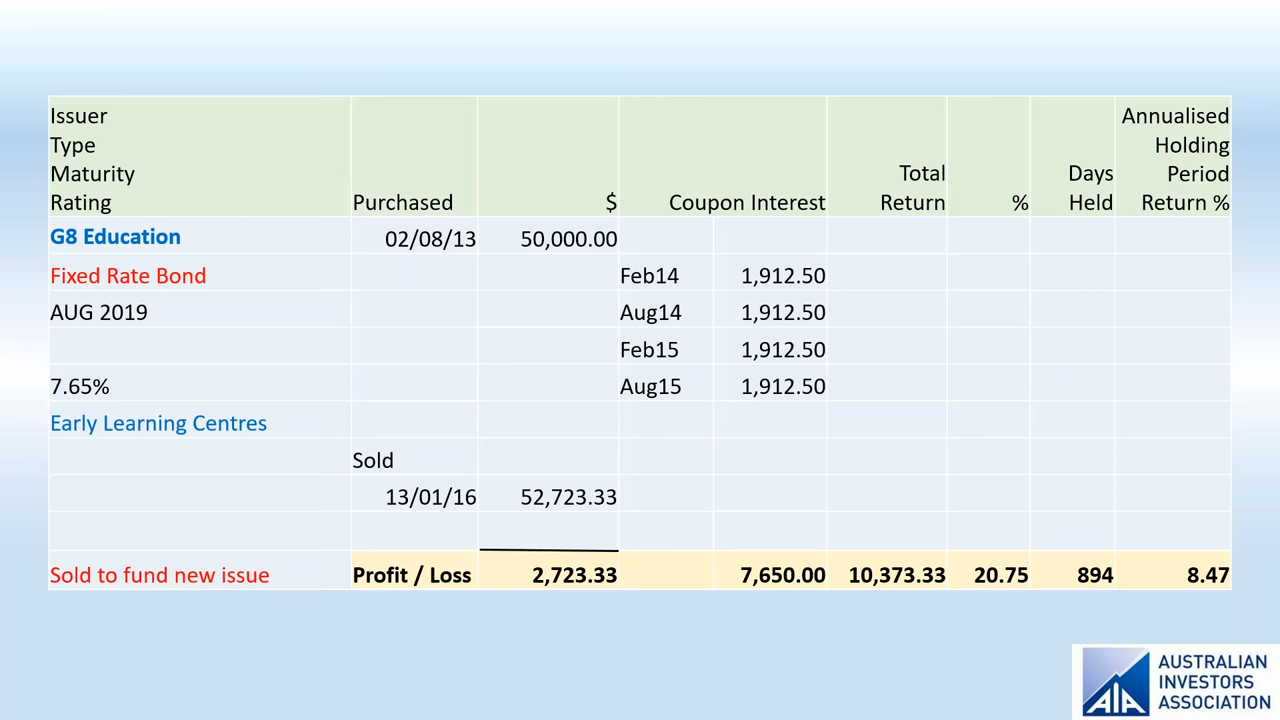 Issuer
Type
Maturity
Rating
Purchased
$
Coupon Interest
Total
Return
%
Days
Held
Annualised
Holding
Period
Return %
G8 Education 02/08/13 50,000.00
Fixed Rate Bond Feb14 1,912.50
AUG 2019 Aug14 1,912.50
Feb15 1,912.50
7.65% Aug15 1,912.50
Early Learning Centres
Sold
13/01/16 52,723.33
Sold to fund new issue Profit / Loss 2,723.33 7,650.00 10,373.33 20.75 894 8.47
AIA
AUSTRALIAN
INVESTORS
ASSOCIATION